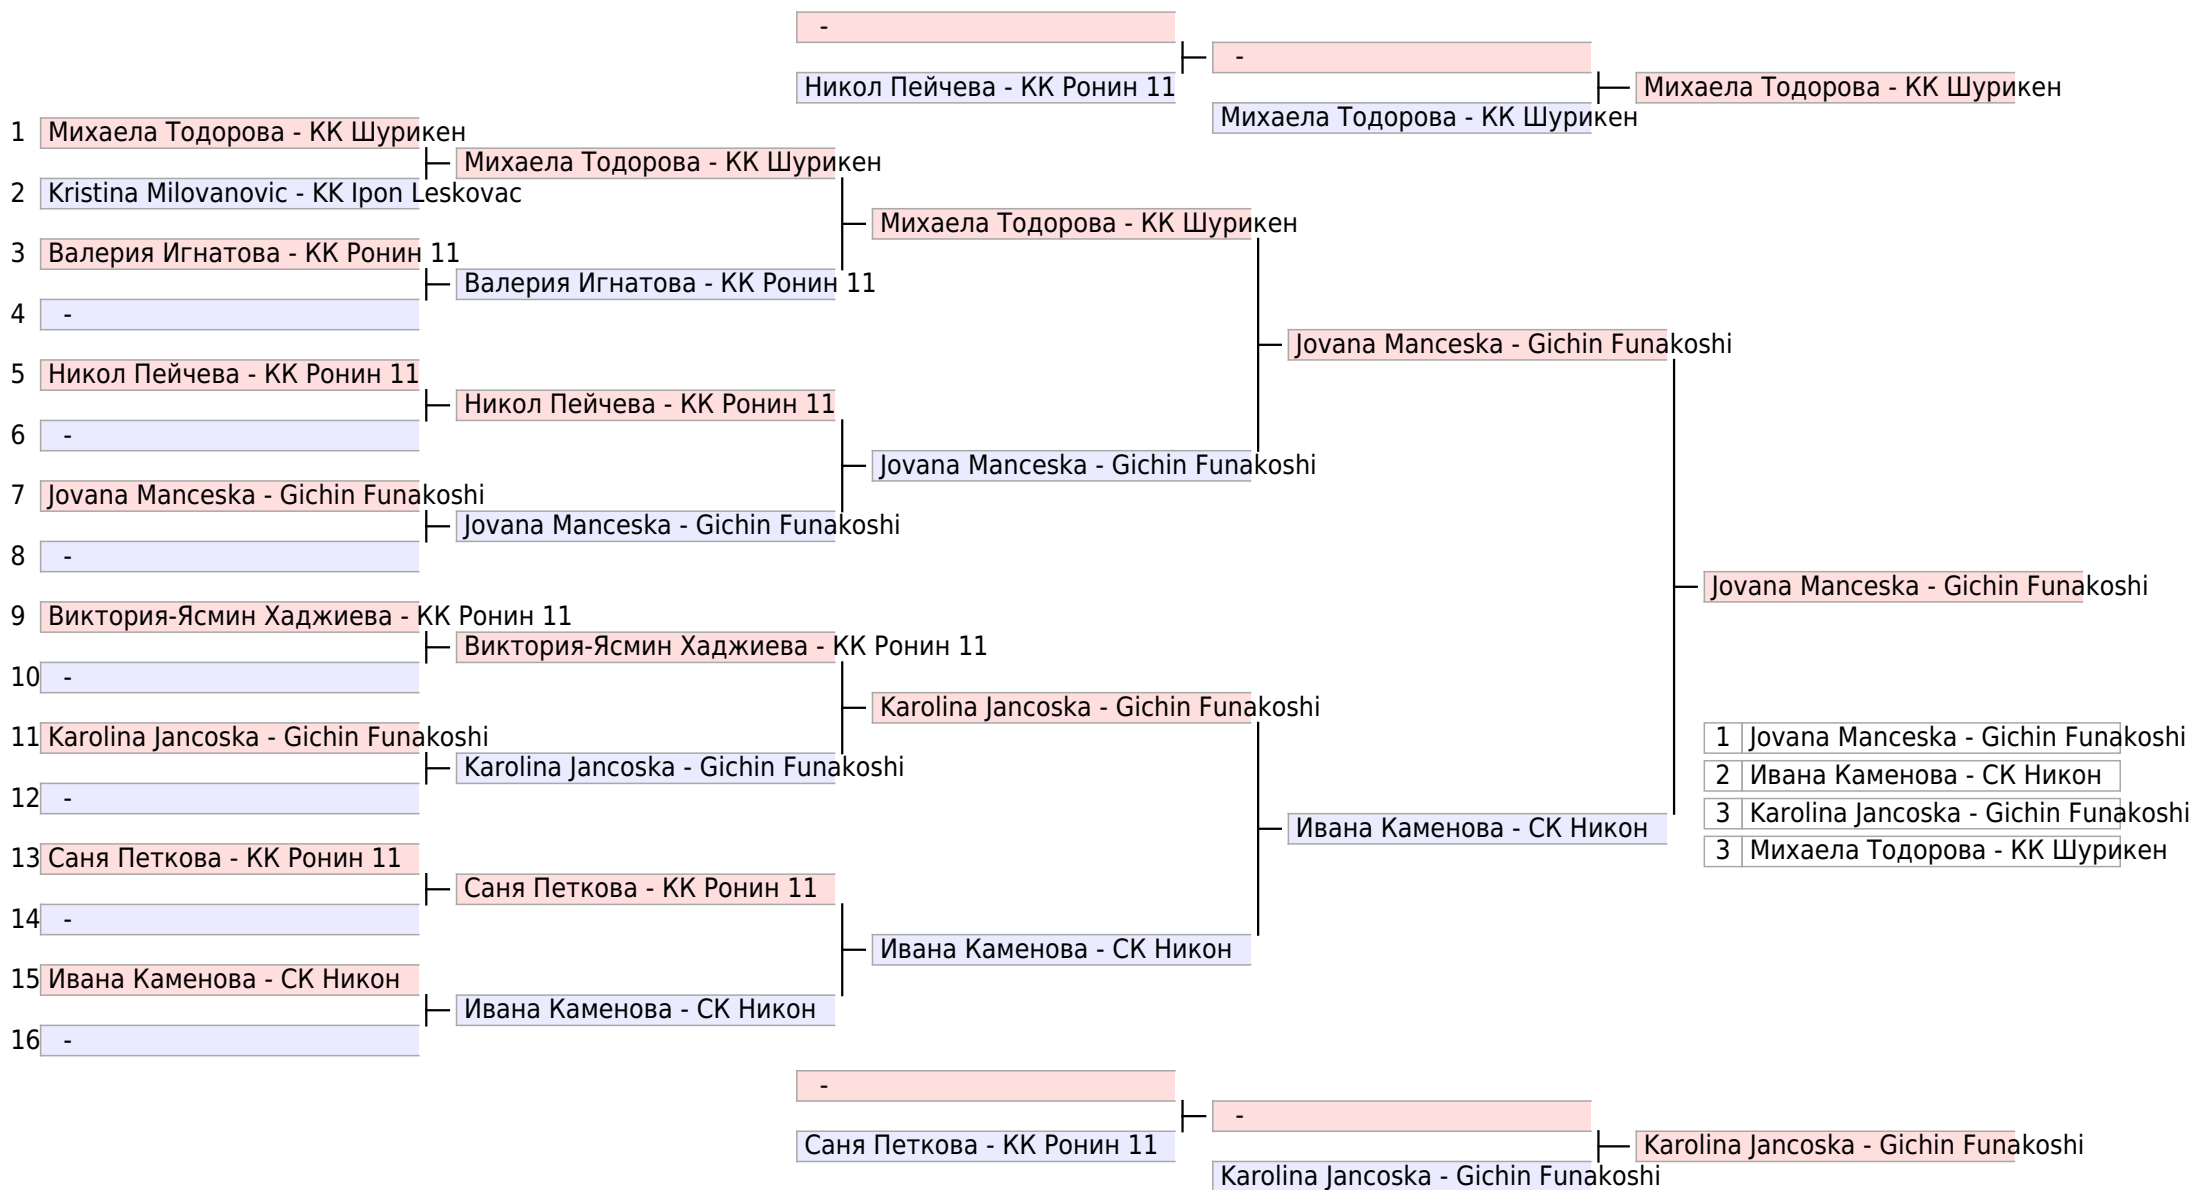 -
-
Никол Пейчева - КК Ронин 11
Михаела Тодорова - КК Шурикен
Михаела Тодорова - КК Шурикен
1 Михаела Тодорова - КК Шурикен
Михаела Тодорова - КК Шурикен
2 Kristina Milovanovic - KK Ipon Leskovac
Михаела Тодорова - КК Шурикен
3 Валерия Игнатова - КК Ронин 11
Валерия Игнатова - КК Ронин 11
4 -
Jovana Manceska - Gichin Funakoshi
5 Никол Пейчева - КК Ронин 11
Никол Пейчева - КК Ронин 11
6 -
Jovana Manceska - Gichin Funakoshi
7 Jovana Manceska - Gichin Funakoshi
Jovana Manceska - Gichin Funakoshi
8 -
Jovana Manceska - Gichin Funakoshi
9 Виктория-Ясмин Хаджиева - КК Ронин 11
Виктория-Ясмин Хаджиева - КК Ронин 11
10 -
Karolina Jancoska - Gichin Funakoshi
11 Karolina Jancoska - Gichin Funakoshi
1 Jovana Manceska - Gichin Funakoshi
Karolina Jancoska - Gichin Funakoshi
2 Ивана Каменова - СК Никон
12 -
3 Karolina Jancoska - Gichin Funakoshi
Ивана Каменова - СК Никон
3 Михаела Тодорова - КК Шурикен
13 Саня Петкова - КК Ронин 11
Саня Петкова - КК Ронин 11
14 -
Ивана Каменова - СК Никон
15 Ивана Каменова - СК Никон
Ивана Каменова - СК Никон
16 -
-
-
Саня Петкова - КК Ронин 11
Karolina Jancoska - Gichin Funakoshi
Karolina Jancoska - Gichin Funakoshi